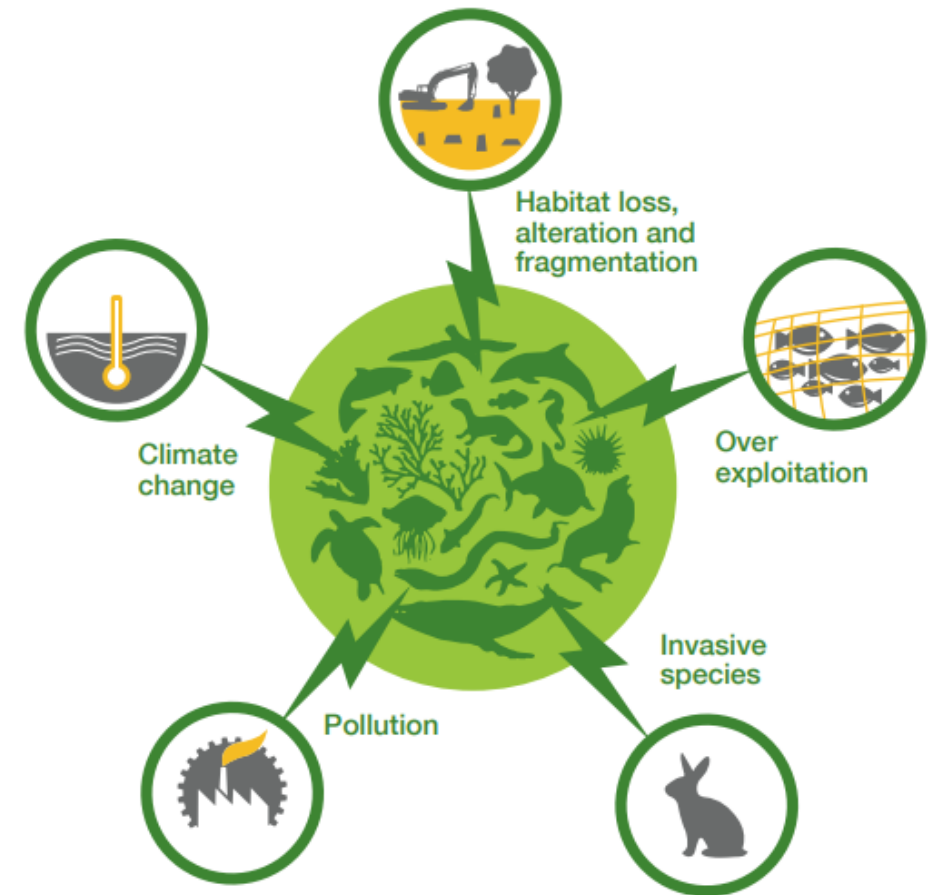 Habitat loss,
alteration and
fragmentation
Over
exploitation
Climate
change
Invasive
species
Pollution